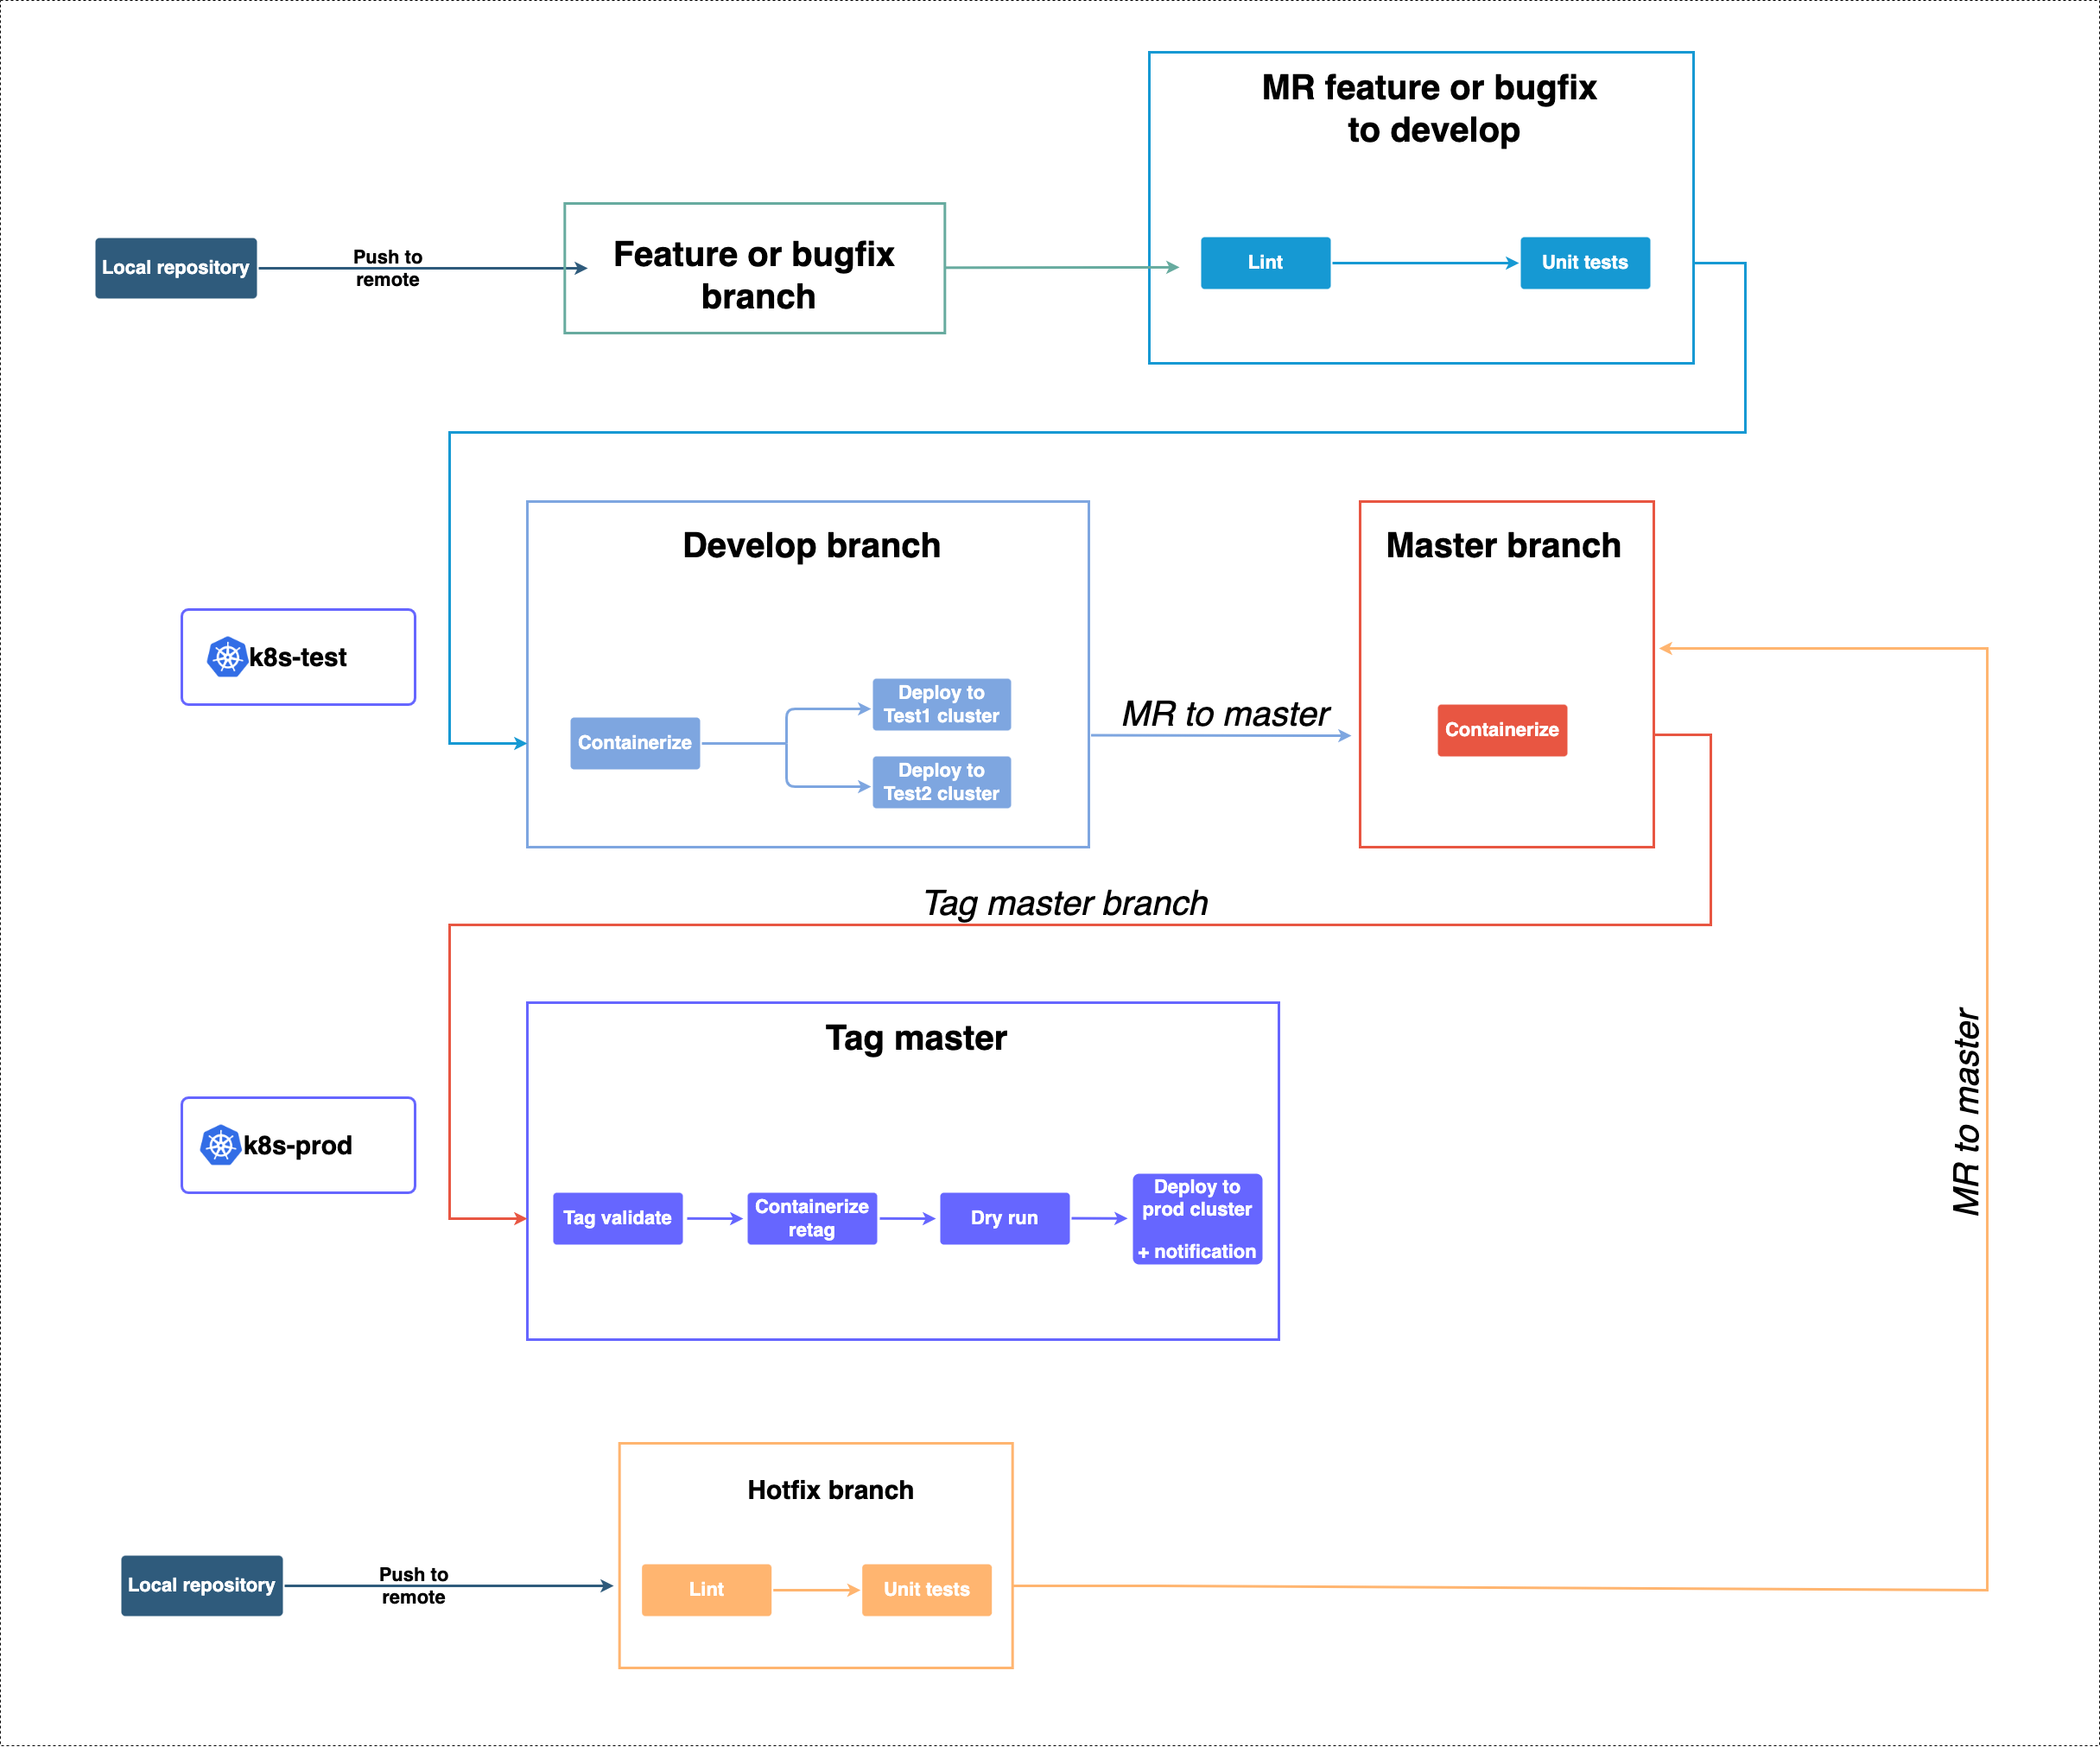 MR feature or bugfix
to develop
Local repository
Push to
remote
Feature or bugfix
branch
Lint
Unit tests
Develop branch
Master branch
k8s-test
Containerize
Deploy to
Test1 cluster
Deploy to
Test2 cluster
MR to master
Containerize
Tag master branch
Tag master
k8s-prod
Tag validate
Containerize
retag
Dry run
Deploy to
prod cluster
+ notification
MR to master
Hotfix branch
Local repository
Push to
remote
Lint
Unit tests